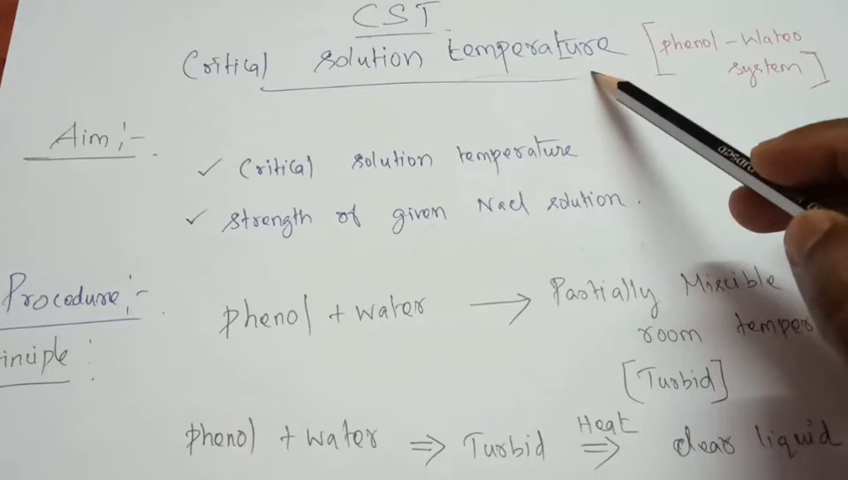 CST
Critical solution temperature [phenol-Water
system]
Aim:-
✓ Critical solution temperature
✓ strength of given Nacl solution.
Procedure:-
phenol + water → Partially Miscible
room temper
inciple:
[Turbid]
phenol + water ⇒ Turbid Heat ⇒ clear liquid
apsara